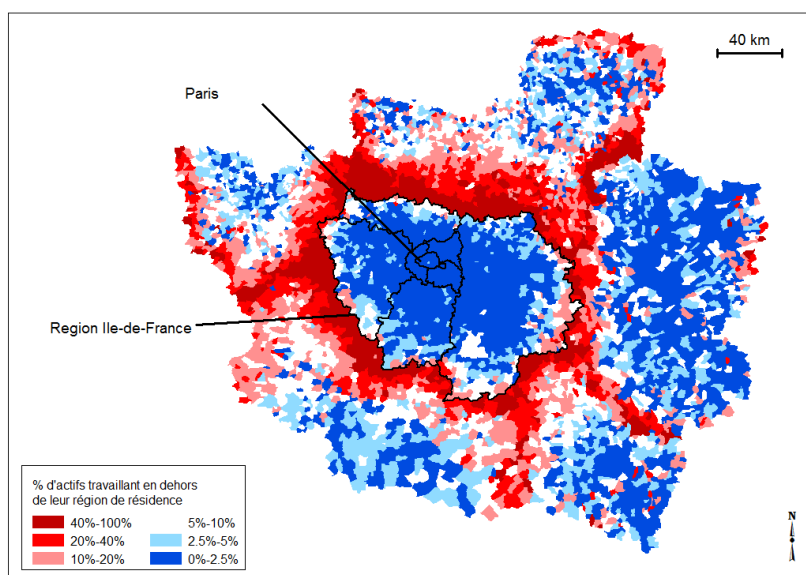 40 km
Paris
Region Ile-de-France
% d'actifs travaillant en dehors
de leur région de résidence
40%-100% 5%-10%
20%-40% 2.5%-5%
10%-20% 0%-2.5%
N